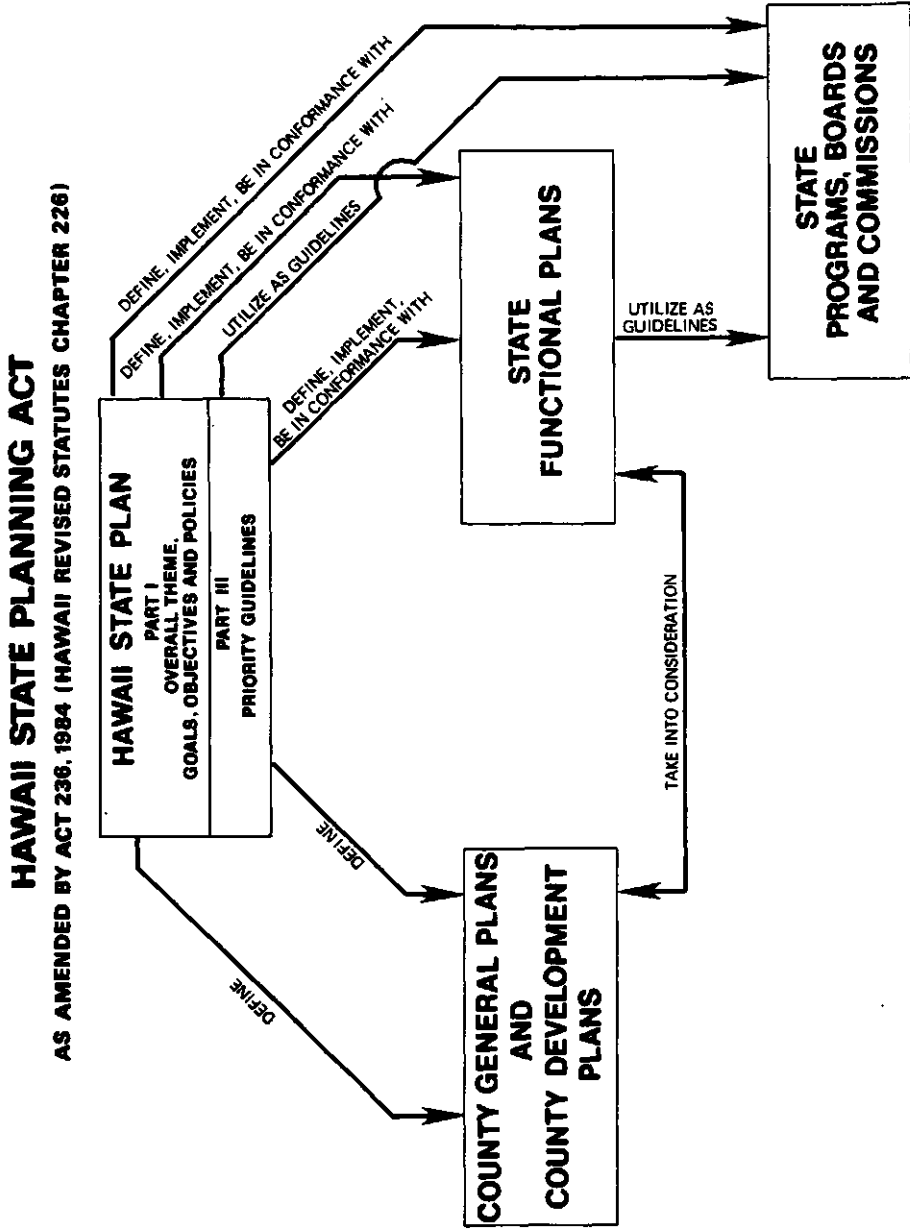 HAWAII STATE PLANNING ACT
AS AMENDED BY ACT 236, 1984 (HAWAII REVISED STATUTES CHAPTER 226)
HAWAII STATE PLAN
PART I
OVERALL THEME,
GOALS, OBJECTIVES AND POLICIES
PART III
PRIORITY GUIDELINES
DEFINE, IMPLEMENT, BE IN CONFORMANCE WITH
DEFINE, IMPLEMENT, BE IN CONFORMANCE WITH
UTILIZE AS GUIDELINES
DEFINE, IMPLEMENT,
BE IN CONFORMANCE WITH
DEFINE
DEFINE
COUNTY GENERAL PLANS
AND
COUNTY DEVELOPMENT
PLANS
STATE
FUNCTIONAL PLANS
UTILIZE AS
GUIDELINES
TAKE INTO CONSIDERATION
STATE
PROGRAMS, BOARDS
AND COMMISSIONS